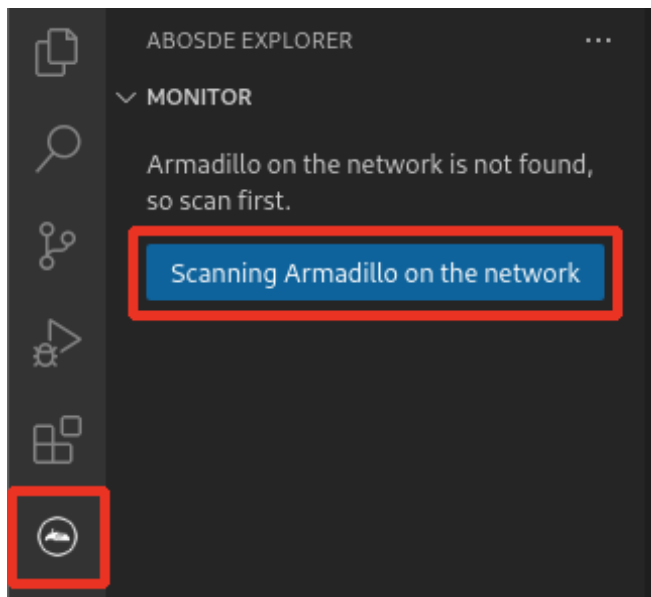 ABOSDE EXPLORER
MONITOR
Armadillo on the network is not found,
so scan first.
Scanning Armadillo on the network